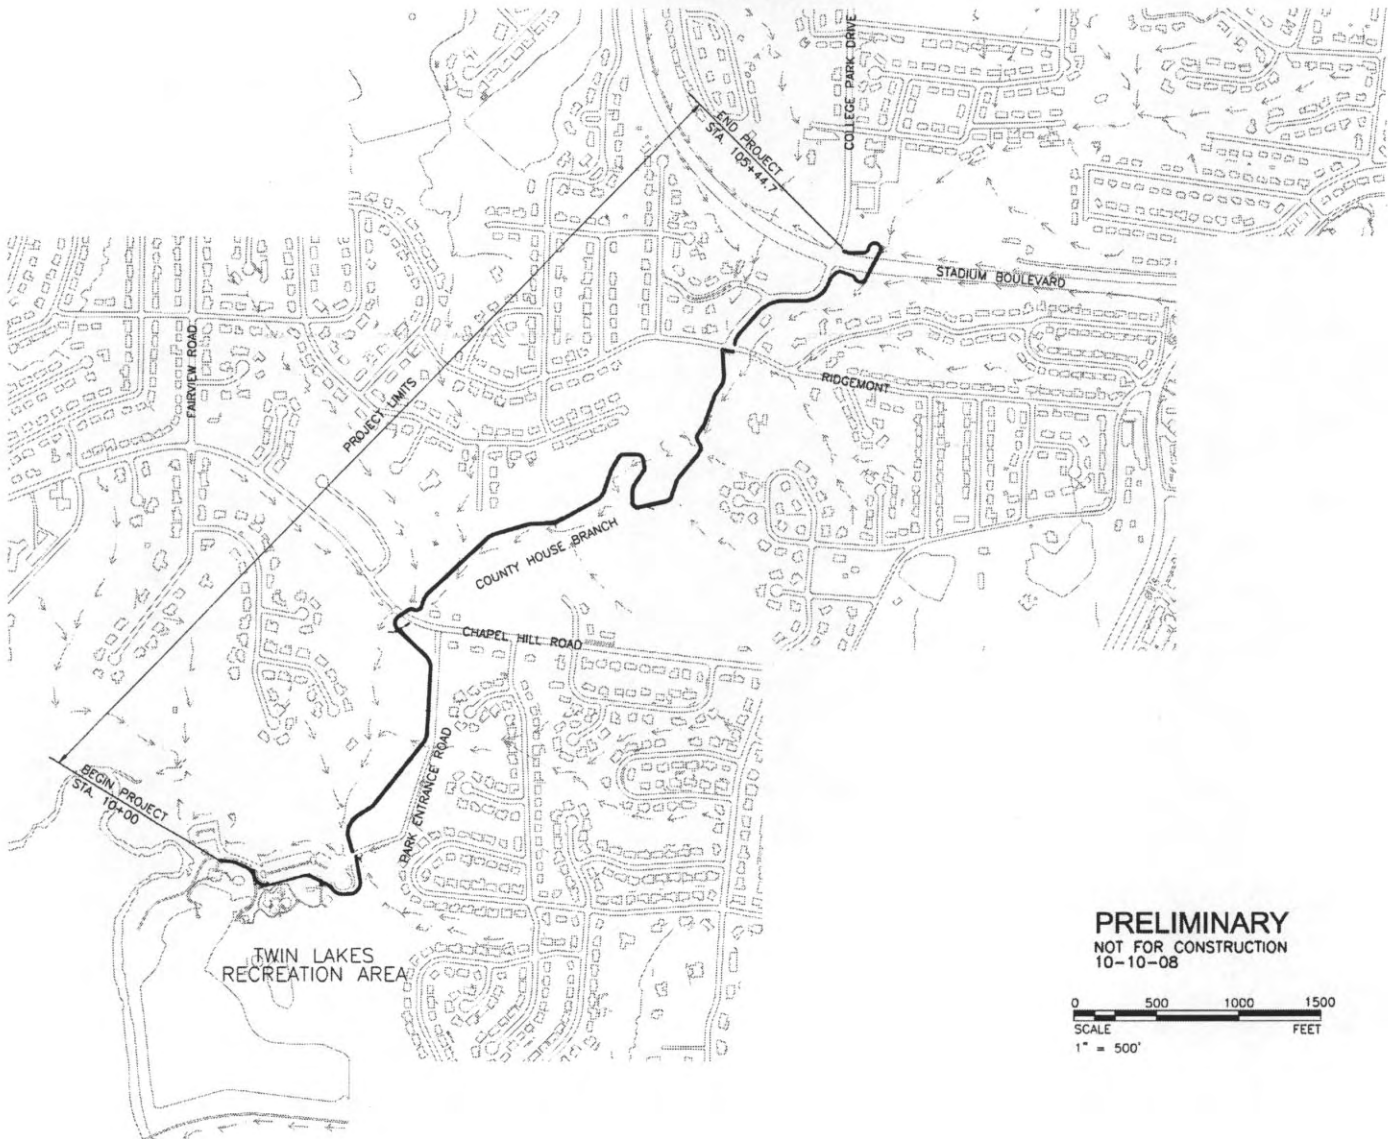 COLLEGE PARK DRIVE
END PROJECT
STA. 105+44.7
STADIUM BOULEVARD
FAIRVIEW ROAD
PROJECT LIMITS
RIDGEMONT
COUNTY HOUSE BRANCH
CHAPEL HILL ROAD
PARK ENTRANCE ROAD
BEGIN PROJECT
STA. 10+00
TWIN LAKES
RECREATION AREA
PRELIMINARY
NOT FOR CONSTRUCTION
10-10-08
0 500 1000 1500
SCALE FEET
1" = 500'